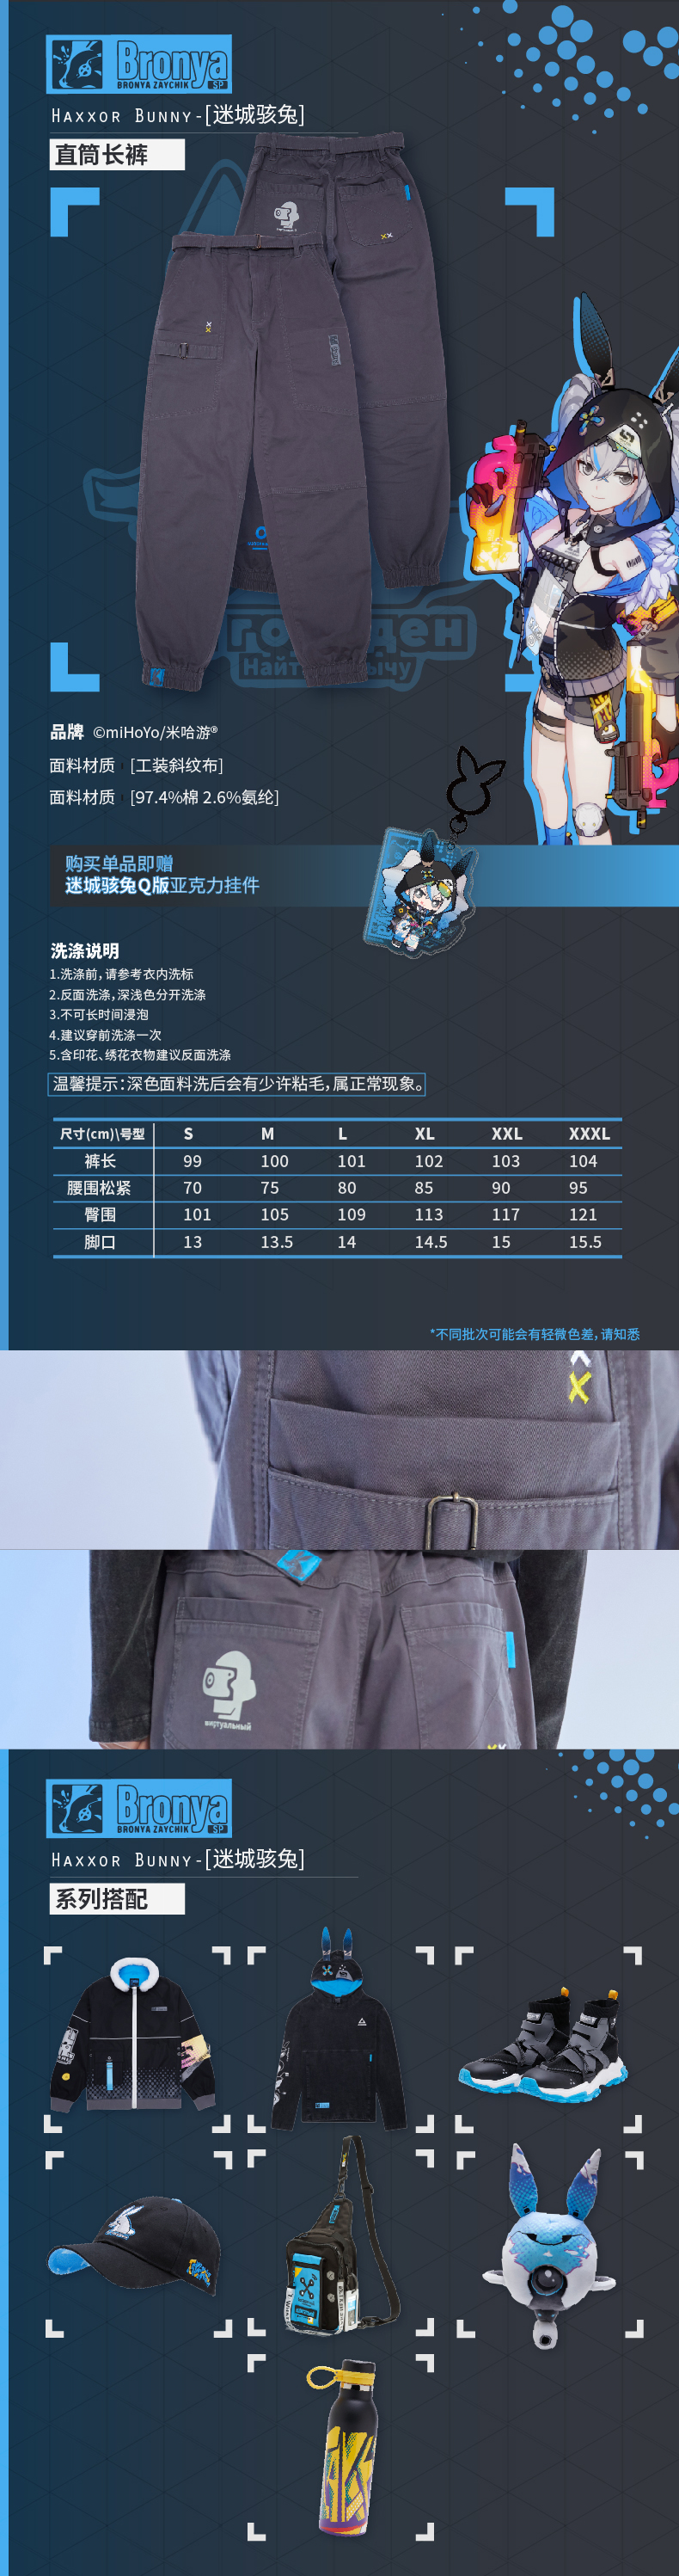 Bronya
BRONYA ZAYCHIK SP
HAXXOR BUNNY-[迷城骇兔]
直筒长裤
виртуальный
品牌 ©miHoYo/米哈游®
面料材质 [工装斜纹布]
面料材质 [97.4%棉 2.6%氨纶]
购买单品即赠
迷城骇兔Q版亚克力挂件
洗涤说明
1.洗涤前,请参考衣内洗标
2.反面洗涤,深浅色分开洗涤
3.不可长时间浸泡
4.建议穿前洗涤一次
5.含印花、绣花衣物建议反面洗涤
温馨提示:深色面料洗后会有少许粘毛,属正常现象。
尺寸(cm)\号型 S M L XL XXL XXXL
裤长 99 100 101 102 103 104
腰围松紧 70 75 80 85 90 95
臀围 101 105 109 113 117 121
脚口 13 13.5 14 14.5 15 15.5
*不同批次可能会有轻微色差,请知悉
виртуальный
Bronya
BRONYA ZAYCHIK SP
HAXXOR BUNNY-[迷城骇兔]
系列搭配